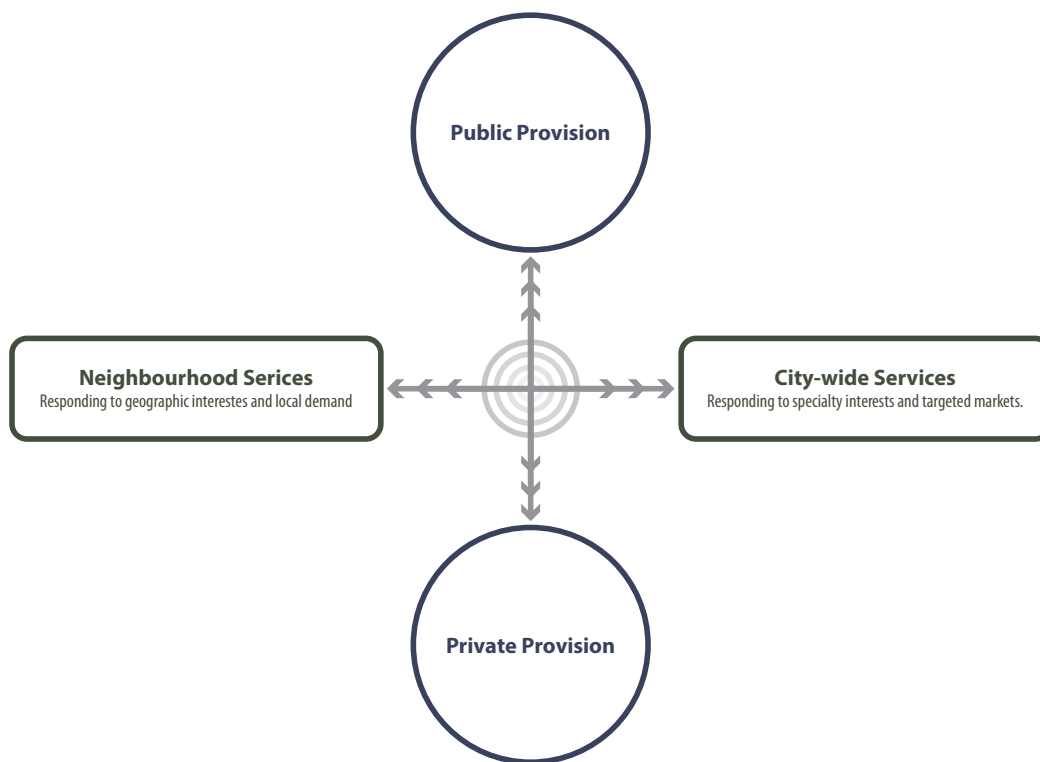 Public Provision
Neighbourhood Serices
Responding to geographic interestes and local demand
City-wide Services
Responding to specialty interests and targeted markets.
Private Provision